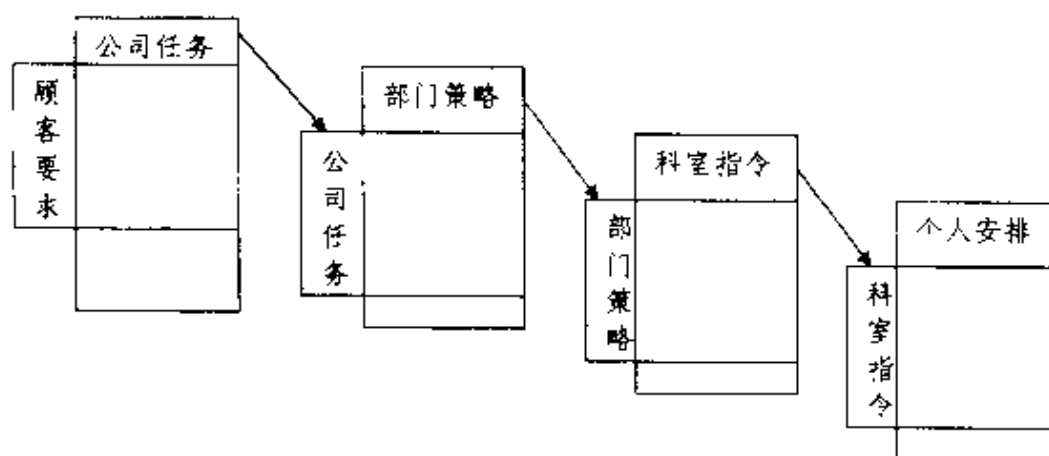 公司任务
顾客要求
部门策略
公司任务
科室指令
部门策略
个人安排
科室指令